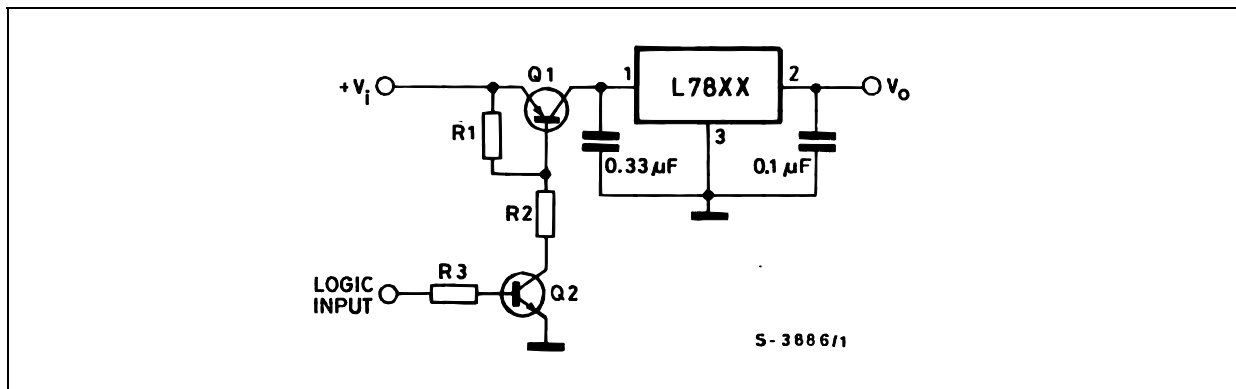 Q1
1
L78XX
2
+Vi
Vo
R1
3
0.33µF
0.1µF
R2
LOGIC
INPUT
R3
Q2
S-3886/1